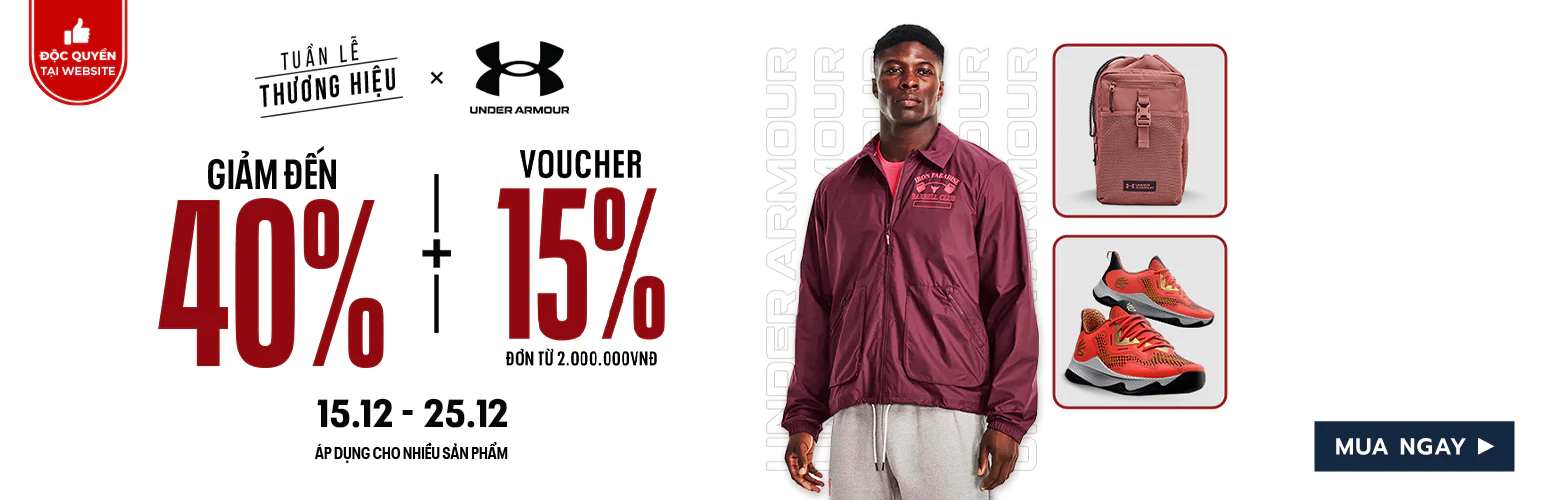 ĐỘC QUYỀN
TẠI WEBSITE
TUẦN LỄ
THƯƠNG HIỆU
×
UNDER ARMOUR
GIẢM ĐẾN
40%
+
VOUCHER
15%
ĐƠN TỪ 2.000.000VNĐ
15.12 - 25.12
ÁP DỤNG CHO NHIỀU SẢN PHẨM
UNDER ARMOUR
UNDER ARMOUR
UNDER ARMOUR
UNDER ARMOUR
IRON PARADISE
BARBELL CLUB
UNDER ARMOUR
MUA NGAY